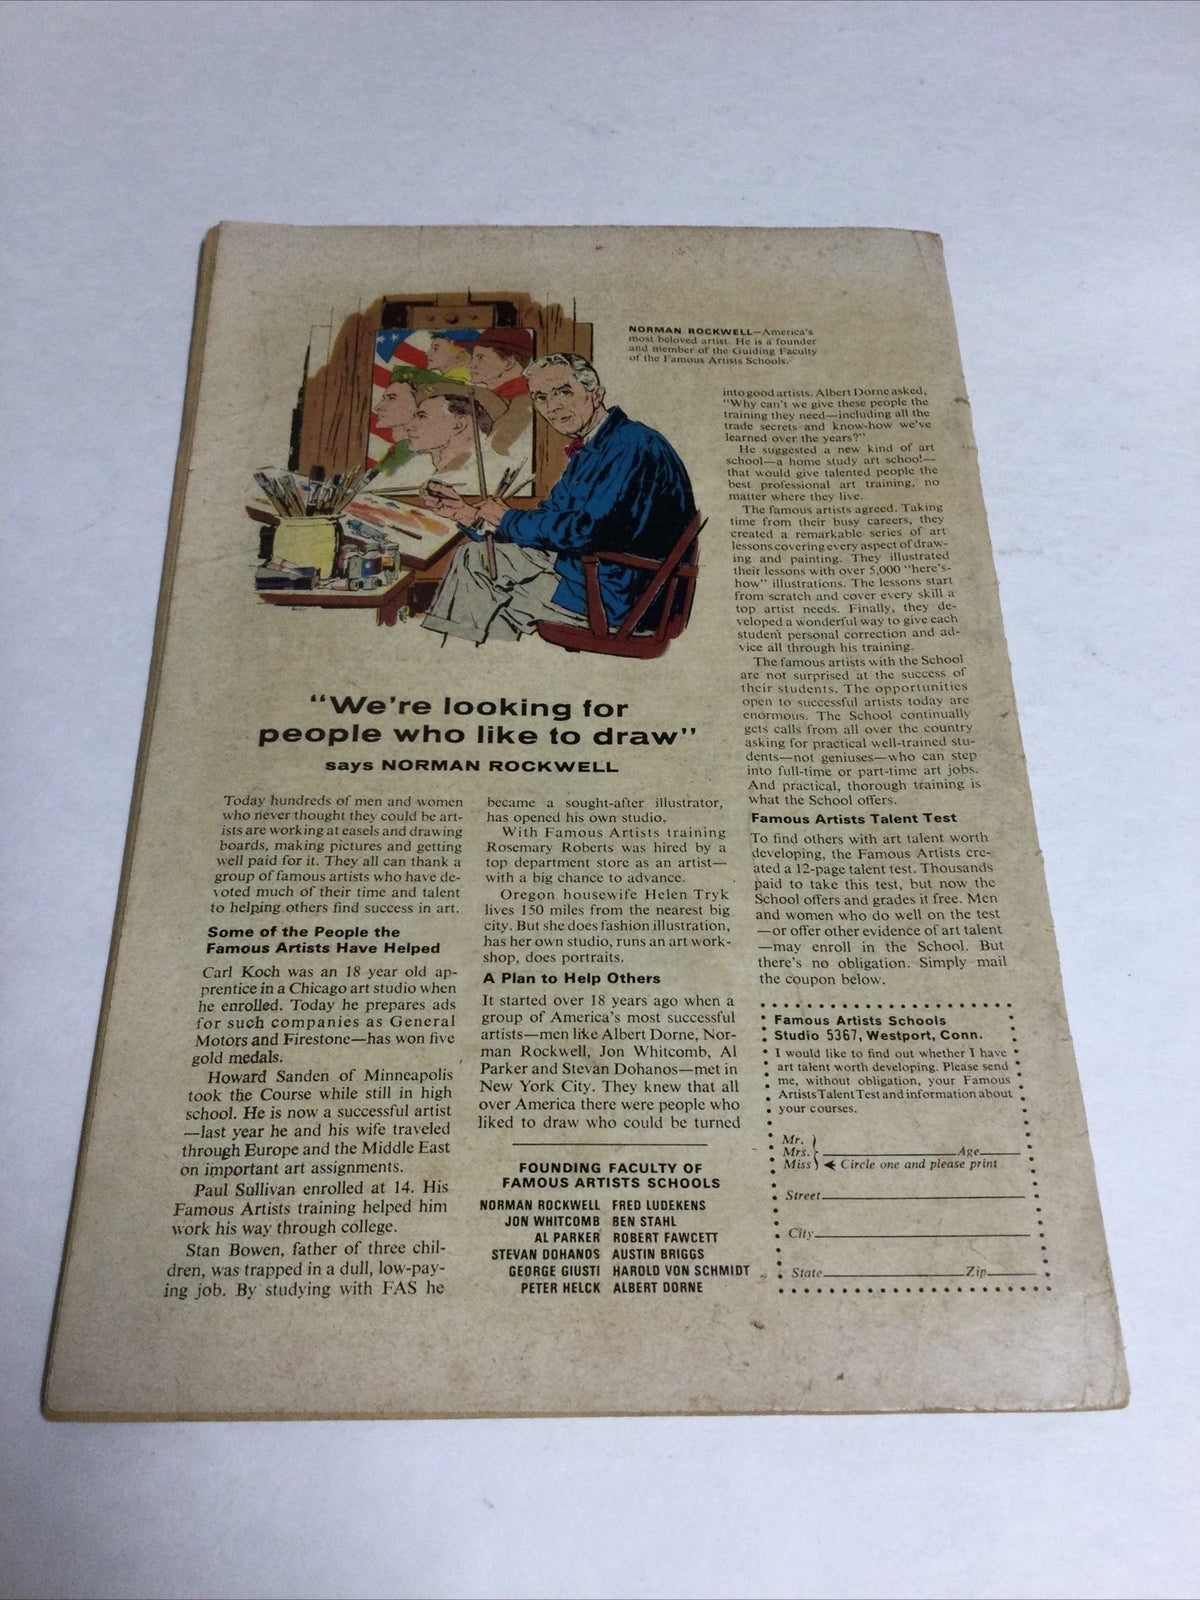 NORMAN ROCKWELL—America's
most beloved artist. He is a founder
and member of the Guiding Faculty
of the Famous Artists Schools.
"We're looking for
people who like to draw"
says NORMAN ROCKWELL
Today hundreds of men and women
who never thought they could be art-
ists are working at easels and drawing
boards, making pictures and getting
well paid for it. They all can thank a
group of famous artists who have de-
voted much of their time and talent
to helping others find success in art.
Some of the People the
Famous Artists Have Helped
Carl Koch was an 18 year old ap-
prentice in a Chicago art studio when
he enrolled. Today he prepares ads
for such companies as General
Motors and Firestone—has won five
gold medals.
Howard Sanden of Minneapolis
took the Course while still in high
school. He is now a successful artist
—last year he and his wife traveled
through Europe and the Middle East
on important art assignments.
Paul Sullivan enrolled at 14. His
Famous Artists training helped him
work his way through college.
Stan Bowen, father of three chil-
dren, was trapped in a dull, low-pay-
ing job. By studying with FAS he
became a sought-after illustrator,
has opened his own studio.
With Famous Artists training
Rosemary Roberts was hired by a
top department store as an artist—
with a big chance to advance.
Oregon housewife Helen Tryk
lives 150 miles from the nearest big
city. But she does fashion illustration,
has her own studio, runs an art work-
shop, does portraits.
A Plan to Help Others
It started over 18 years ago when a
group of America's most successful
artists—men like Albert Dorne, Nor-
man Rockwell, Jon Whitcomb, Al
Parker and Stevan Dohanos—met in
New York City. They knew that all
over America there were people who
liked to draw who could be turned
FOUNDING FACULTY OF
FAMOUS ARTISTS SCHOOLS
NORMAN ROCKWELL FRED LUDEKENS
JON WHITCOMB BEN STAHL
AL PARKER ROBERT FAWCETT
STEVAN DOHANOS AUSTIN BRIGGS
GEORGE GIUSTI HAROLD VON SCHMIDT
PETER HELCK ALBERT DORNE
into good artists. Albert Dorne asked,
"Why can't we give these people the
training they need—including all the
trade secrets and know-how we've
learned over the years?"
He suggested a new kind of art
school—a home study art school—
that would give talented people the
best professional art training, no
matter where they live.
The famous artists agreed. Taking
time from their busy careers, they
created a remarkable series of art
lessons covering every aspect of draw-
ing and painting. They illustrated
their lessons with over 5,000 "here's-
how" illustrations. The lessons start
from scratch and cover every skill a
top artist needs. Finally, they de-
veloped a wonderful way to give each
student personal correction and ad-
vice all through his training.
The famous artists with the School
are not surprised at the success of
their students. The opportunities
open to successful artists today are
enormous. The School continually
gets calls from all over the country
asking for practical well-trained stu-
dents—not geniuses—who can step
into full-time or part-time art jobs.
And practical, thorough training is
what the School offers.
Famous Artists Talent Test
To find others with art talent worth
developing, the Famous Artists cre-
ated a 12-page talent test. Thousands
paid to take this test, but now the
School offers and grades it free. Men
and women who do well on the test
—or offer other evidence of art talent
—may enroll in the School. But
there's no obligation. Simply mail
the coupon below.
Famous Artists Schools
Studio 5367, Westport, Conn.
I would like to find out whether I have
art talent worth developing. Please send
me, without obligation, your Famous
Artists Talent Test and information about
your courses.
Mr.
Mrs. Age
Miss Circle one and please print
Street
City
State Zip